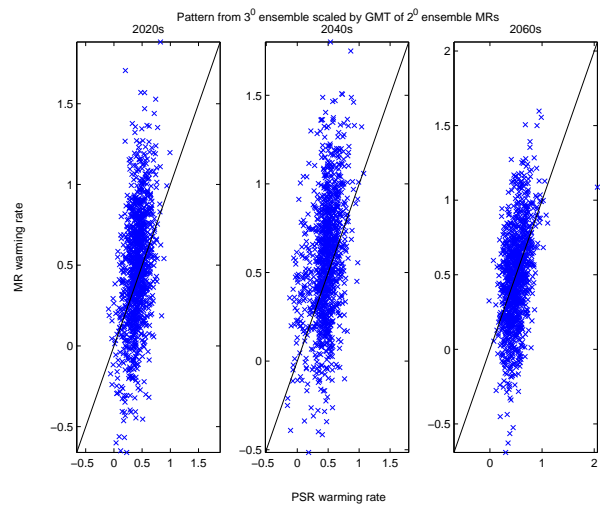 Pattern from 3⁰ ensemble scaled by GMT of 2⁰ ensemble MRs
2020s
2040s
2060s
MR warming rate
1.5
1
0.5
0
−0.5
−0.5 0 0.5 1 1.5
1.5
1
0.5
0
−0.5
−0.5 0 0.5 1 1.5
2
1.5
1
0.5
0
−0.5
0 1 2
PSR warming rate